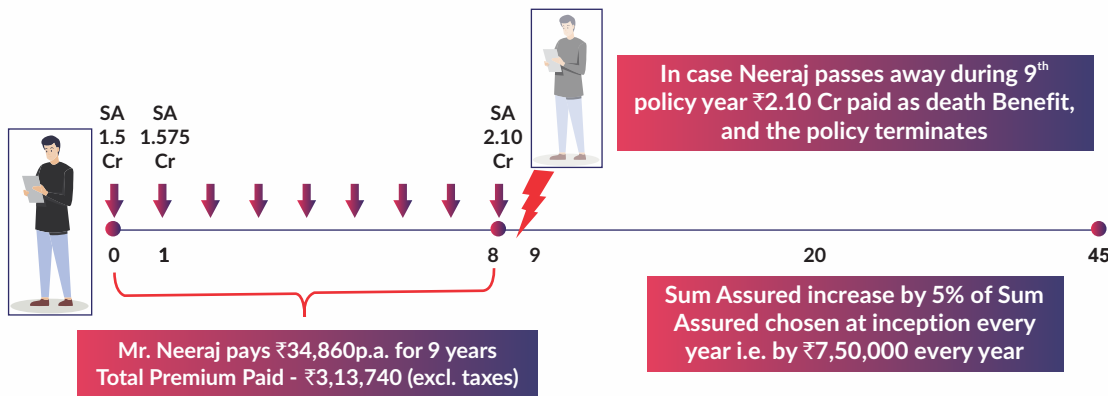 In case Neeraj passes away during 9th
policy year ₹2.10 Cr paid as death Benefit,
and the policy terminates
SA
1.5
Cr
SA
1.575
Cr
SA
2.10
Cr
0
1
8
9
20
45
Mr. Neeraj pays ₹34,860p.a. for 9 years
Total Premium Paid - ₹3,13,740 (excl. taxes)
Sum Assured increase by 5% of Sum
Assured chosen at inception every
year i.e. by ₹7,50,000 every year